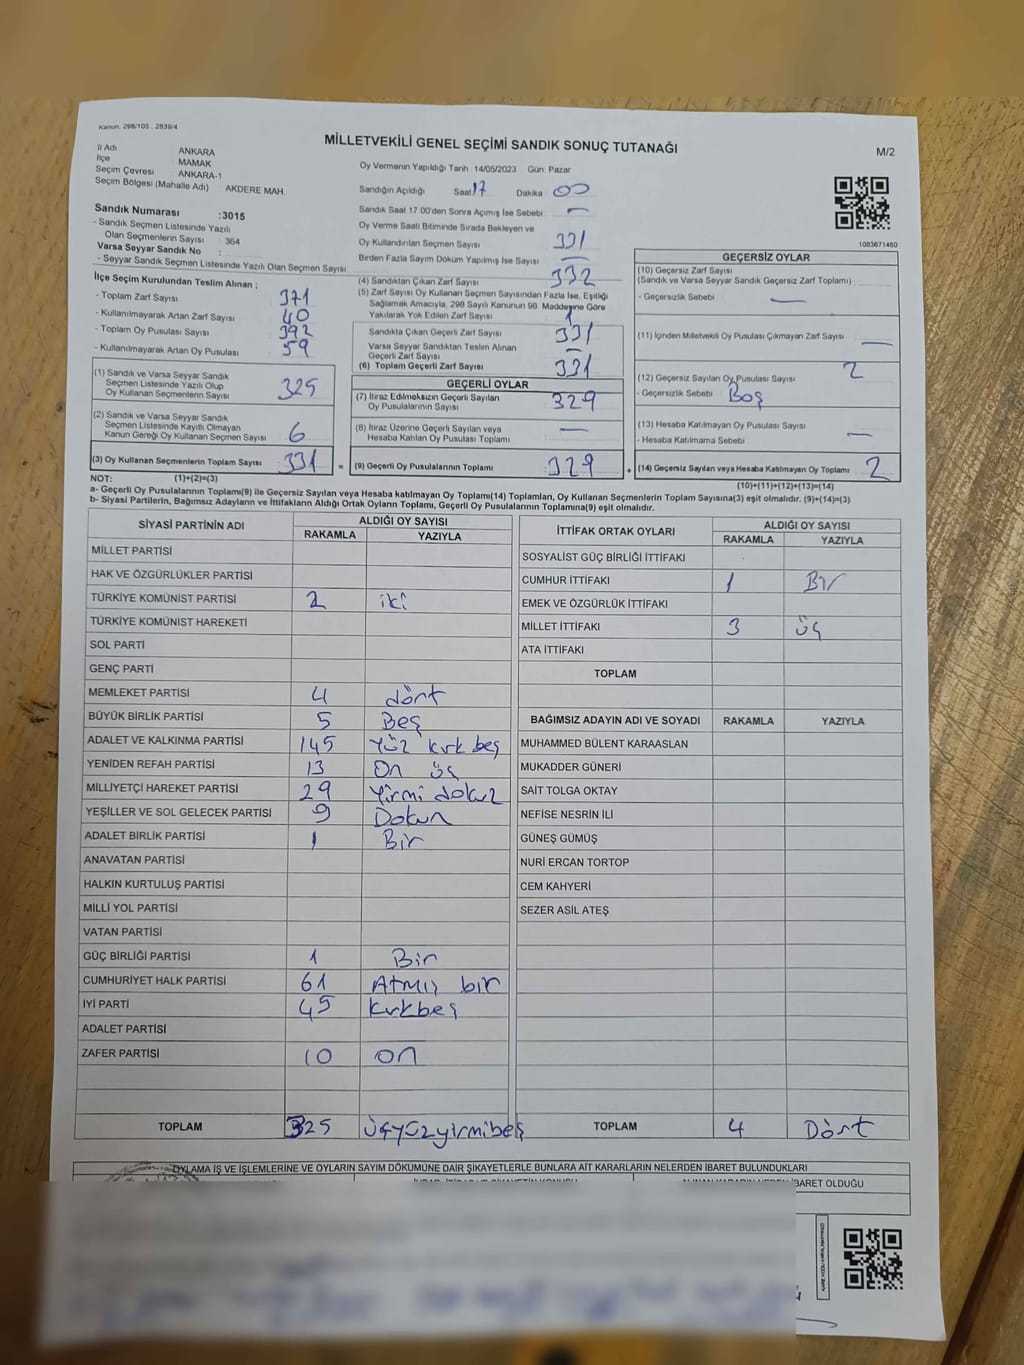 Kanun. 298/105 , 2839/4
MİLLETVEKİLİ GENEL SEÇİMİ SANDIK SONUÇ TUTANAĞI
M/2
İl Adı ANKARA
İlçe MAMAK
Seçim Çevresi ANKARA-1
Seçim Bölgesi (Mahalle Adı) AKDERE MAH.
Oy Vermenin Yapıldığı Tarih :14/05/2023 Gün: Pazar
Sandığın Açıldığı Saat 17 Dakika 00
Sandık Saat 17.00'den Sonra Açılmış İse Sebebi —
Sandık Numarası :3015
- Sandık Seçmen Listesinde Yazılı
Olan Seçmenlerin Sayısı : 364
Varsa Seyyar Sandık No :
- Seyyar Sandık Seçmen Listesinde Yazılı Olan Seçmen Sayısı
Oy Verme Saati Bitiminde Sırada Bekleyen ve
Oy Kullandırılan Seçmen Sayısı 331
Birden Fazla Sayım Döküm Yapılmış İse Sayısı —
1083671460
İlçe Seçim Kurulundan Teslim Alınan ;
- Toplam Zarf Sayısı 371
- Kullanılmayarak Artan Zarf Sayısı 40
- Toplam Oy Pusulası Sayısı 392
- Kullanılmayarak Artan Oy Pusulası 59
(4) Sandıktan Çıkan Zarf Sayısı 332
(5) Zarf Sayısı Oy Kullanan Seçmen Sayısından Fazla İse, Eşitliği
Sağlamak Amacıyla, 298 Sayılı Kanunun 98. Maddesine Göre
Yakılarak Yok Edilen Zarf Sayısı 1
Sandıkta Çıkan Geçerli Zarf Sayısı 331
Varsa Seyyar Sandıktan Teslim Alınan
Geçerli Zarf Sayısı —
(6) Toplam Geçerli Zarf Sayısı 331
GEÇERSİZ OYLAR
(10) Geçersiz Zarf Sayısı
(Sandık ve Varsa Seyyar Sandık Geçersiz Zarf Toplamı)
- Geçersizlik Sebebi —
(11) İçinden Milletvekili Oy Pusulası Çıkmayan Zarf Sayısı —
(12) Geçersiz Sayılan Oy Pusulası Sayısı 2
- Geçersizlik Sebebi Boş
(13) Hesaba Katılmayan Oy Pusulası Sayısı
- Hesaba Katılmama Sebebi —
(14) Geçersiz Sayılan veya Hesaba Katılmayan Oy Toplamı 2
(10)+(11)+(12)+(13)=(14)
(1) Sandık ve Varsa Seyyar Sandık
Seçmen Listesinde Yazılı Olup
Oy Kullanan Seçmenlerin Sayısı 325
(2) Sandık ve Varsa Seyyar Sandık
Seçmen Listesinde Kayıtlı Olmayan
Kanun Gereği Oy Kullanan Seçmen Sayısı 6
(3) Oy Kullanan Seçmenlerin Toplam Sayısı 331 =
GEÇERLİ OYLAR
(7) İtiraz Edilmeksizin Geçerli Sayılan
Oy Pusulalarının Sayısı 329
(8) İtiraz Üzerine Geçerli Sayılan veya
Hesaba Katılan Oy Pusulası Toplamı —
(9) Geçerli Oy Pusulalarının Toplamı 329 +
NOT: (1)+(2)=(3)
a- Geçerli Oy Pusulalarının Toplamı(9) ile Geçersiz Sayılan veya Hesaba katılmayan Oy Toplamı(14) Toplamları, Oy Kullanan Seçmenlerin Toplam Sayısına(3) eşit olmalıdır. (9)+(14)=(3)
b- Siyasi Partilerin, Bağımsız Adayların ve İttifakların Aldığı Ortak Oyların Toplamı, Geçerli Oy Pusulalarının Toplamına(9) eşit olmalıdır.
SİYASİ PARTİNİN ADI ALDIĞI OY SAYISI
RAKAMLA YAZIYLA
MİLLET PARTİSİ
HAK VE ÖZGÜRLÜKLER PARTİSİ
TÜRKİYE KOMÜNİST PARTİSİ 2 iki
TÜRKİYE KOMÜNİST HAREKETİ
SOL PARTİ
GENÇ PARTİ
MEMLEKET PARTİSİ 4 dört
BÜYÜK BİRLİK PARTİSİ 5 Beş
ADALET VE KALKINMA PARTİSİ 145 Yüz kırk beş
YENİDEN REFAH PARTİSİ 13 On üç
MİLLİYETÇİ HAREKET PARTİSİ 29 Yirmi dokuz
YEŞİLLER VE SOL GELECEK PARTİSİ 9 Dokuz
ADALET BİRLİK PARTİSİ 1 Bir
ANAVATAN PARTİSİ
HALKIN KURTULUŞ PARTİSİ
MİLLİ YOL PARTİSİ
VATAN PARTİSİ
GÜÇ BİRLİĞİ PARTİSİ 1 Bir
CUMHURİYET HALK PARTİSİ 61 Atmış bir
İYİ PARTİ 45 Kırkbeş
ADALET PARTİSİ
ZAFER PARTİSİ 10 on
TOPLAM 325 Üçyüzyirmibeş
İTTİFAK ORTAK OYLARI ALDIĞI OY SAYISI
RAKAMLA YAZIYLA
SOSYALİST GÜÇ BİRLİĞİ İTTİFAKI
CUMHUR İTTİFAKI 1 Bir
EMEK VE ÖZGÜRLÜK İTTİFAKI
MİLLET İTTİFAKI 3 üç
ATA İTTİFAKI
TOPLAM
BAĞIMSIZ ADAYIN ADI VE SOYADI RAKAMLA YAZIYLA
MUHAMMED BÜLENT KARAASLAN
MUKADDER GÜNERİ
SAİT TOLGA OKTAY
NEFİSE NESRİN İLİ
GÜNEŞ GÜMÜŞ
NURİ ERCAN TORTOP
CEM KAHYERİ
SEZER ASİL ATEŞ
TOPLAM 4 Dört
OYLAMA İŞ VE İŞLEMLERİNE VE OYLARIN SAYIM DÖKÜMÜNE DAİR ŞİKAYETLERLE BUNLARA AİT KARARLARIN NELERDEN İBARET BULUNDUKLARI
İBARET OLDUĞU